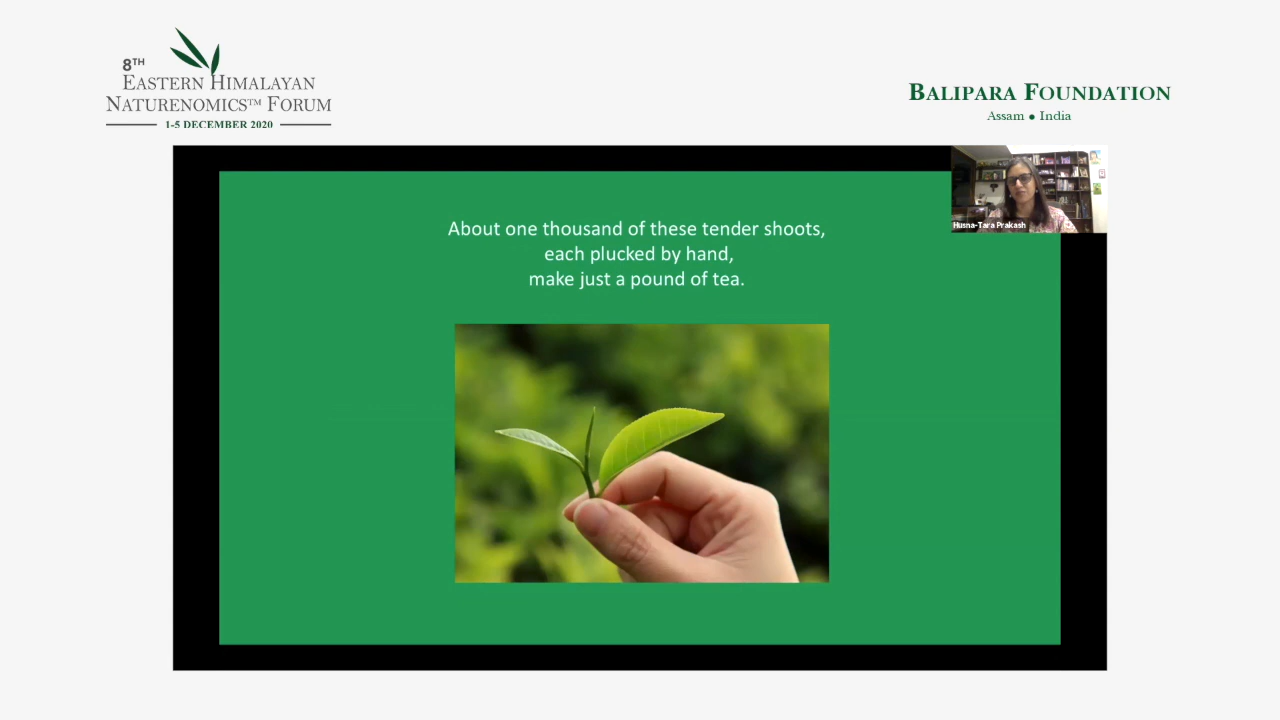 8TH
EASTERN HIMALAYAN
NATURENOMICS™ FORUM
1-5 DECEMBER 2020
BALIPARA FOUNDATION
Assam ● India
Husna-Tara Prakash
About one thousand of these tender shoots,
each plucked by hand,
make just a pound of tea.